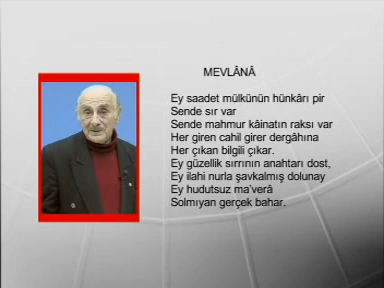 MEVLÂNÂ
Ey saadet mülkünün hünkârı pir
Sende sır var
Sende mahmur kâinatın raksı var
Her giren cahil girer dergâhına
Her çıkan bilgili çıkar.
Ey güzellik sırrının anahtarı dost,
Ey ilahi nurla şavkalmış dolunay
Ey hudutsuz ma'verâ
Solmıyan gerçek bahar.